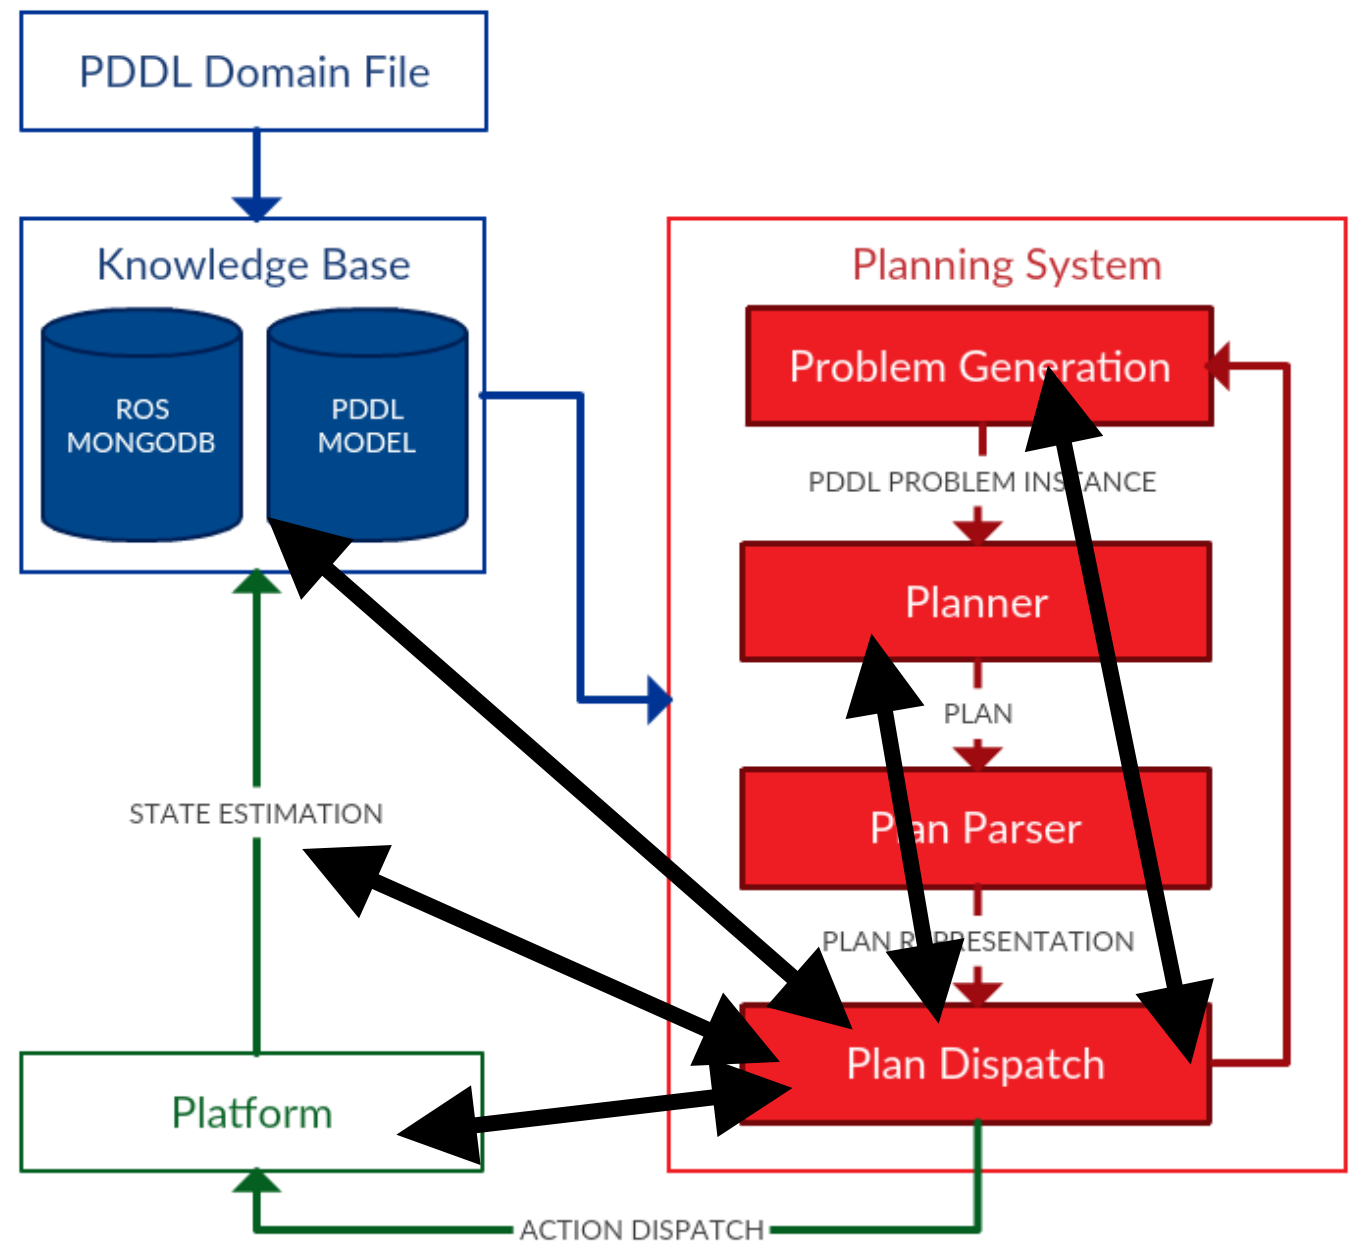 PDDL Domain File
Knowledge Base
ROS
MONGODB
PDDL
MODEL
Planning System
Problem Generation
PDDL PROBLEM INSTANCE
Planner
PLAN
Plan Parser
PLAN REPRESENTATION
Plan Dispatch
STATE ESTIMATION
Platform
ACTION DISPATCH